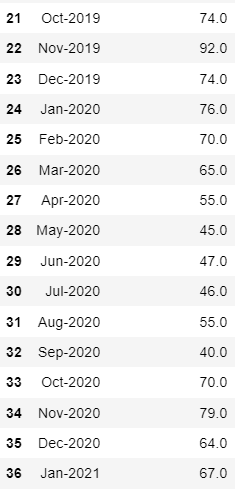 21 Oct-2019 74.0
22 Nov-2019 92.0
23 Dec-2019 74.0
24 Jan-2020 76.0
25 Feb-2020 70.0
26 Mar-2020 65.0
27 Apr-2020 55.0
28 May-2020 45.0
29 Jun-2020 47.0
30 Jul-2020 46.0
31 Aug-2020 55.0
32 Sep-2020 40.0
33 Oct-2020 70.0
34 Nov-2020 79.0
35 Dec-2020 64.0
36 Jan-2021 67.0